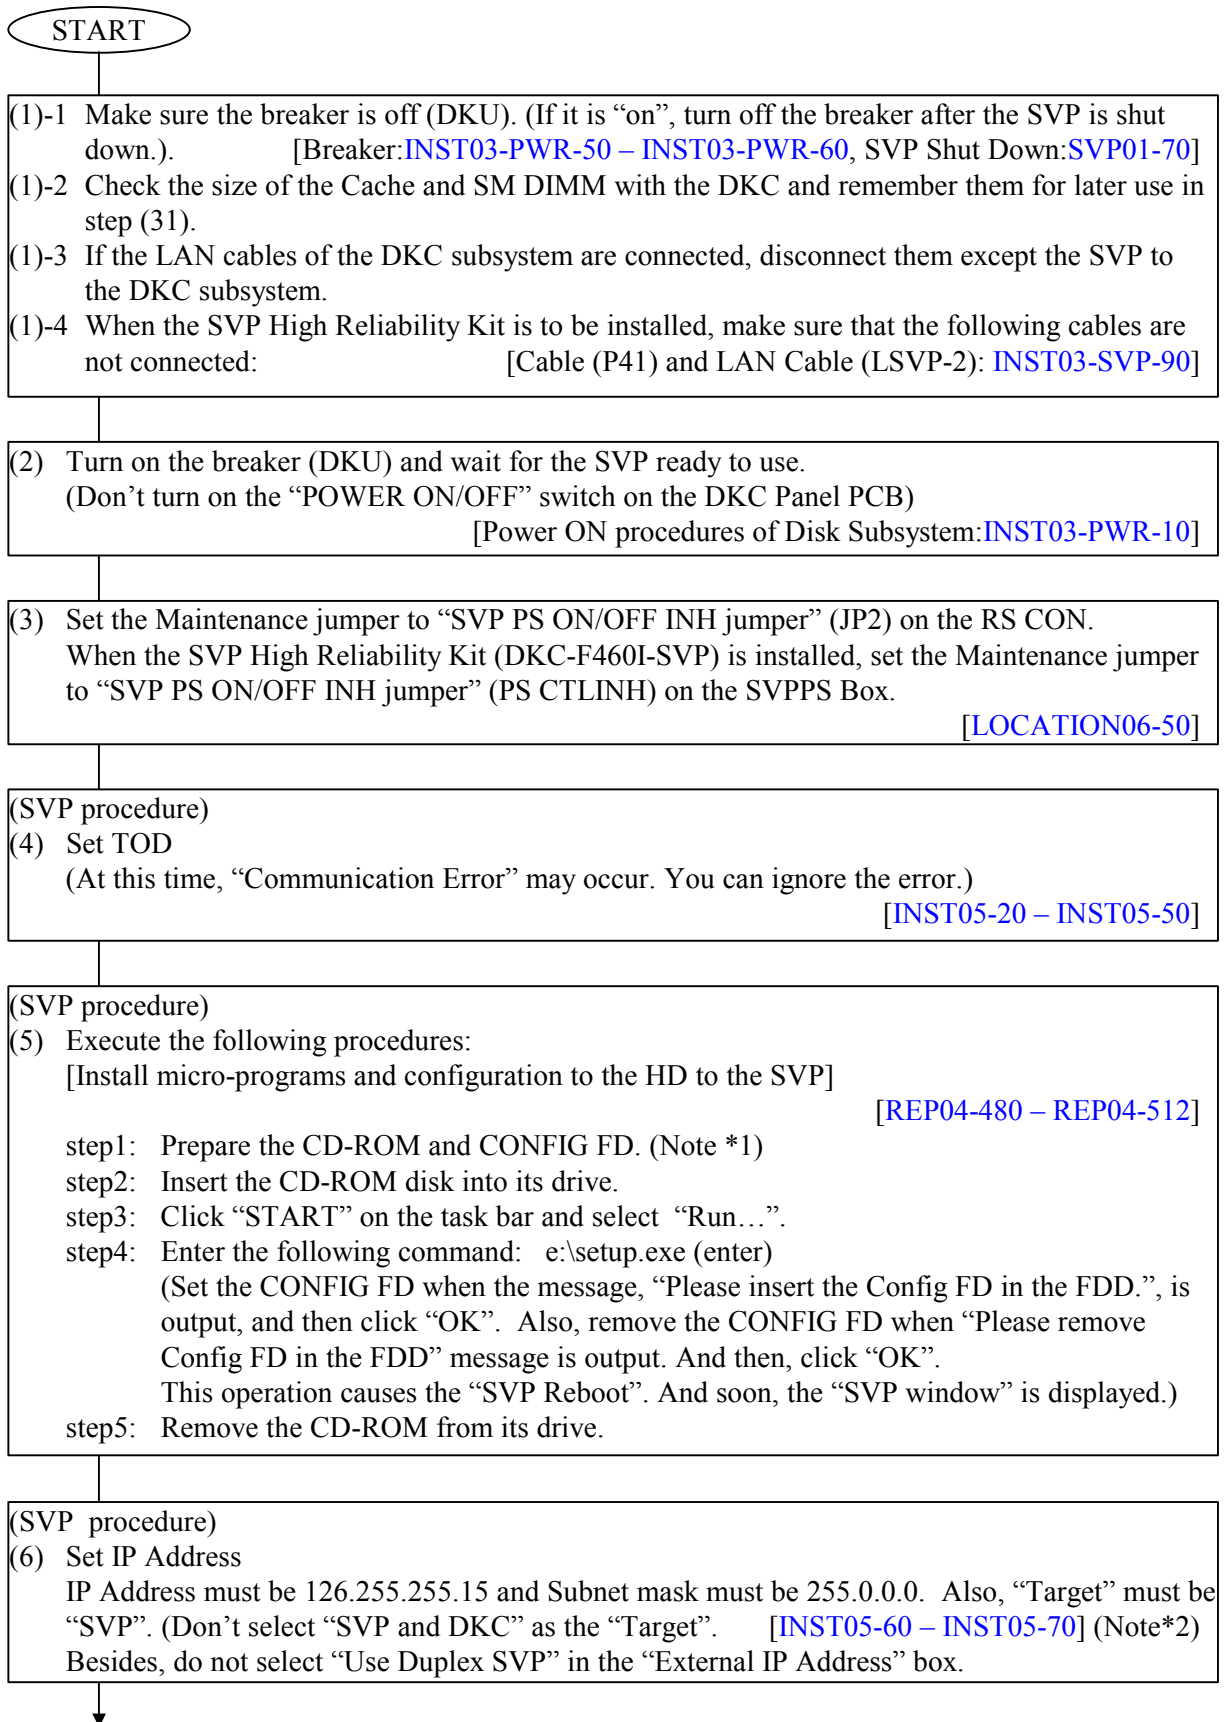 START
(1)-1 Make sure the breaker is off (DKU). (If it is “on”, turn off the breaker after the SVP is shut
down.). [Breaker:INST03-PWR-50 – INST03-PWR-60, SVP Shut Down:SVP01-70]
(1)-2 Check the size of the Cache and SM DIMM with the DKC and remember them for later use in
step (31).
(1)-3 If the LAN cables of the DKC subsystem are connected, disconnect them except the SVP to
the DKC subsystem.
(1)-4 When the SVP High Reliability Kit is to be installed, make sure that the following cables are
not connected: [Cable (P41) and LAN Cable (LSVP-2): INST03-SVP-90]
(2) Turn on the breaker (DKU) and wait for the SVP ready to use.
(Don’t turn on the “POWER ON/OFF” switch on the DKC Panel PCB)
[Power ON procedures of Disk Subsystem:INST03-PWR-10]
(3) Set the Maintenance jumper to “SVP PS ON/OFF INH jumper” (JP2) on the RS CON.
When the SVP High Reliability Kit (DKC-F460I-SVP) is installed, set the Maintenance jumper
to “SVP PS ON/OFF INH jumper” (PS CTLINH) on the SVPPS Box.
[LOCATION06-50]
(SVP procedure)
(4) Set TOD
(At this time, “Communication Error” may occur. You can ignore the error.)
[INST05-20 – INST05-50]
(SVP procedure)
(5) Execute the following procedures:
[Install micro-programs and configuration to the HD to the SVP]
[REP04-480 – REP04-512]
step1: Prepare the CD-ROM and CONFIG FD. (Note *1)
step2: Insert the CD-ROM disk into its drive.
step3: Click “START” on the task bar and select “Run…”.
step4: Enter the following command: e:\setup.exe (enter)
(Set the CONFIG FD when the message, “Please insert the Config FD in the FDD.”, is
output, and then click “OK”. Also, remove the CONFIG FD when “Please remove
Config FD in the FDD” message is output. And then, click “OK”.
This operation causes the “SVP Reboot”. And soon, the “SVP window” is displayed.)
step5: Remove the CD-ROM from its drive.
(SVP procedure)
(6) Set IP Address
IP Address must be 126.255.255.15 and Subnet mask must be 255.0.0.0. Also, “Target” must be
“SVP”. (Don’t select “SVP and DKC” as the “Target”. [INST05-60 – INST05-70] (Note*2)
Besides, do not select “Use Duplex SVP” in the “External IP Address” box.